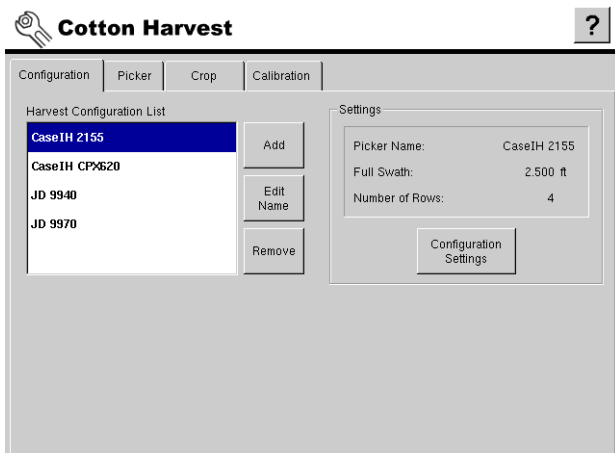 Cotton Harvest
?
Configuration
Picker
Crop
Calibration
Harvest Configuration List
CaseIH 2155
CaseIH CPX620
JD 9940
JD 9970
Add
Edit
Name
Remove
Settings
Picker Name: CaseIH 2155
Full Swath: 2.500 ft
Number of Rows: 4
Configuration
Settings